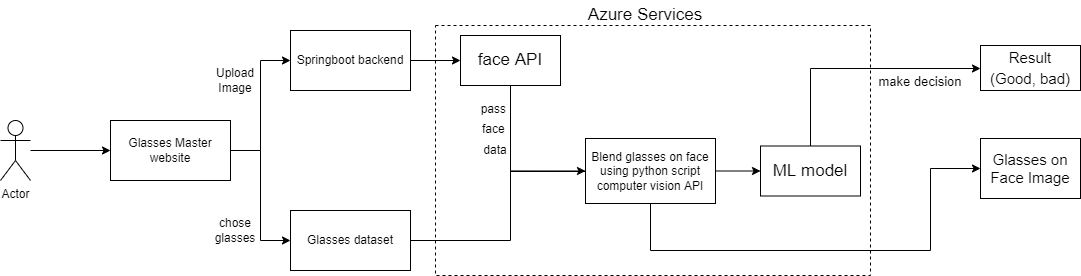 Azure Services
Springboot backend
face API
Result
(Good, bad)
Upload
Image
make decision
pass
face
data
Glasses Master
website
Blend glasses on face
using python script
computer vision API
ML model
Glasses on
Face Image
Actor
chose
glasses
Glasses dataset